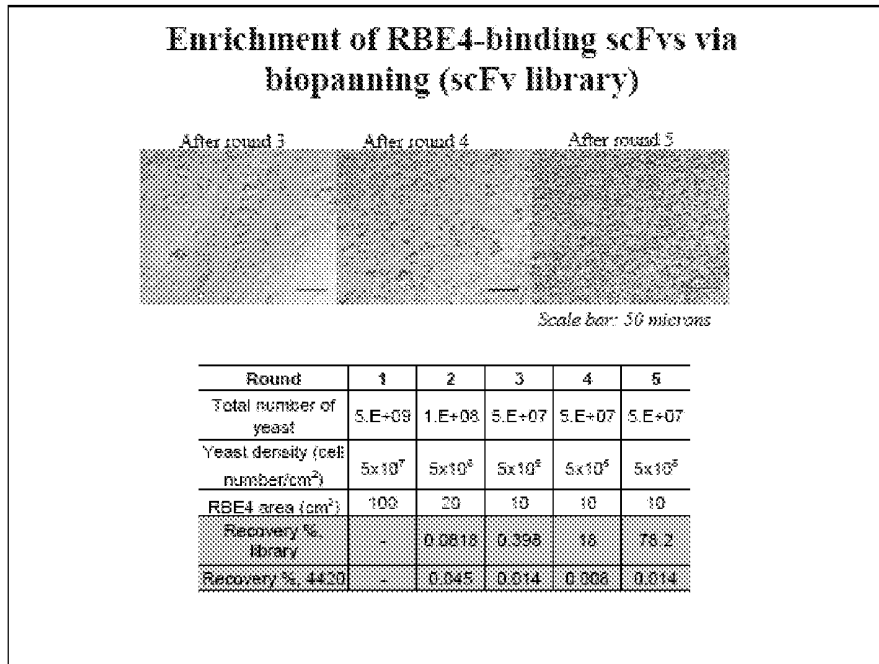 Enrichment of RBE4-binding scFvs via
biopanning (scFv library)
After round 3 After round 4 After round 5
Scale bar: 50 microns
Round 1 2 3 4 5
Total number of
yeast 5.E+09 1.E+08 5.E+07 5.E+07 5.E+07
Yeast density (cell
number/cm²) 5x10⁷ 5x10⁶ 5x10⁶ 5x10⁶ 5x10⁶
RBE4 area (cm²) 100 20 10 10 10
Recovery %,
library - 0.0818 0.398 18 78.2
Recovery %, 4420 - 0.045 0.014 0.008 0.014